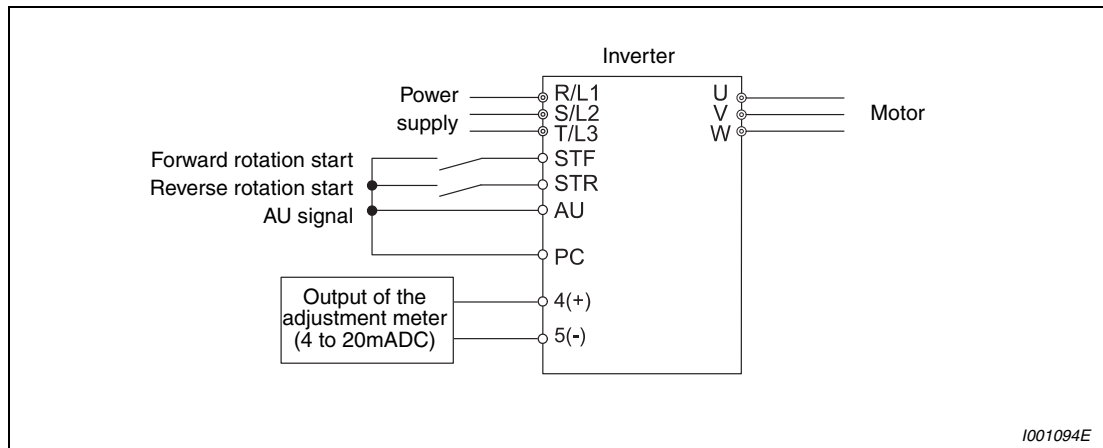 Inverter
Power
supply
R/L1
S/L2
T/L3
U
V
W
Motor
Forward rotation start
STF
Reverse rotation start
STR
AU signal
AU
PC
Output of the
adjustment meter
(4 to 20mADC)
4(+)
5(-)
I001094E